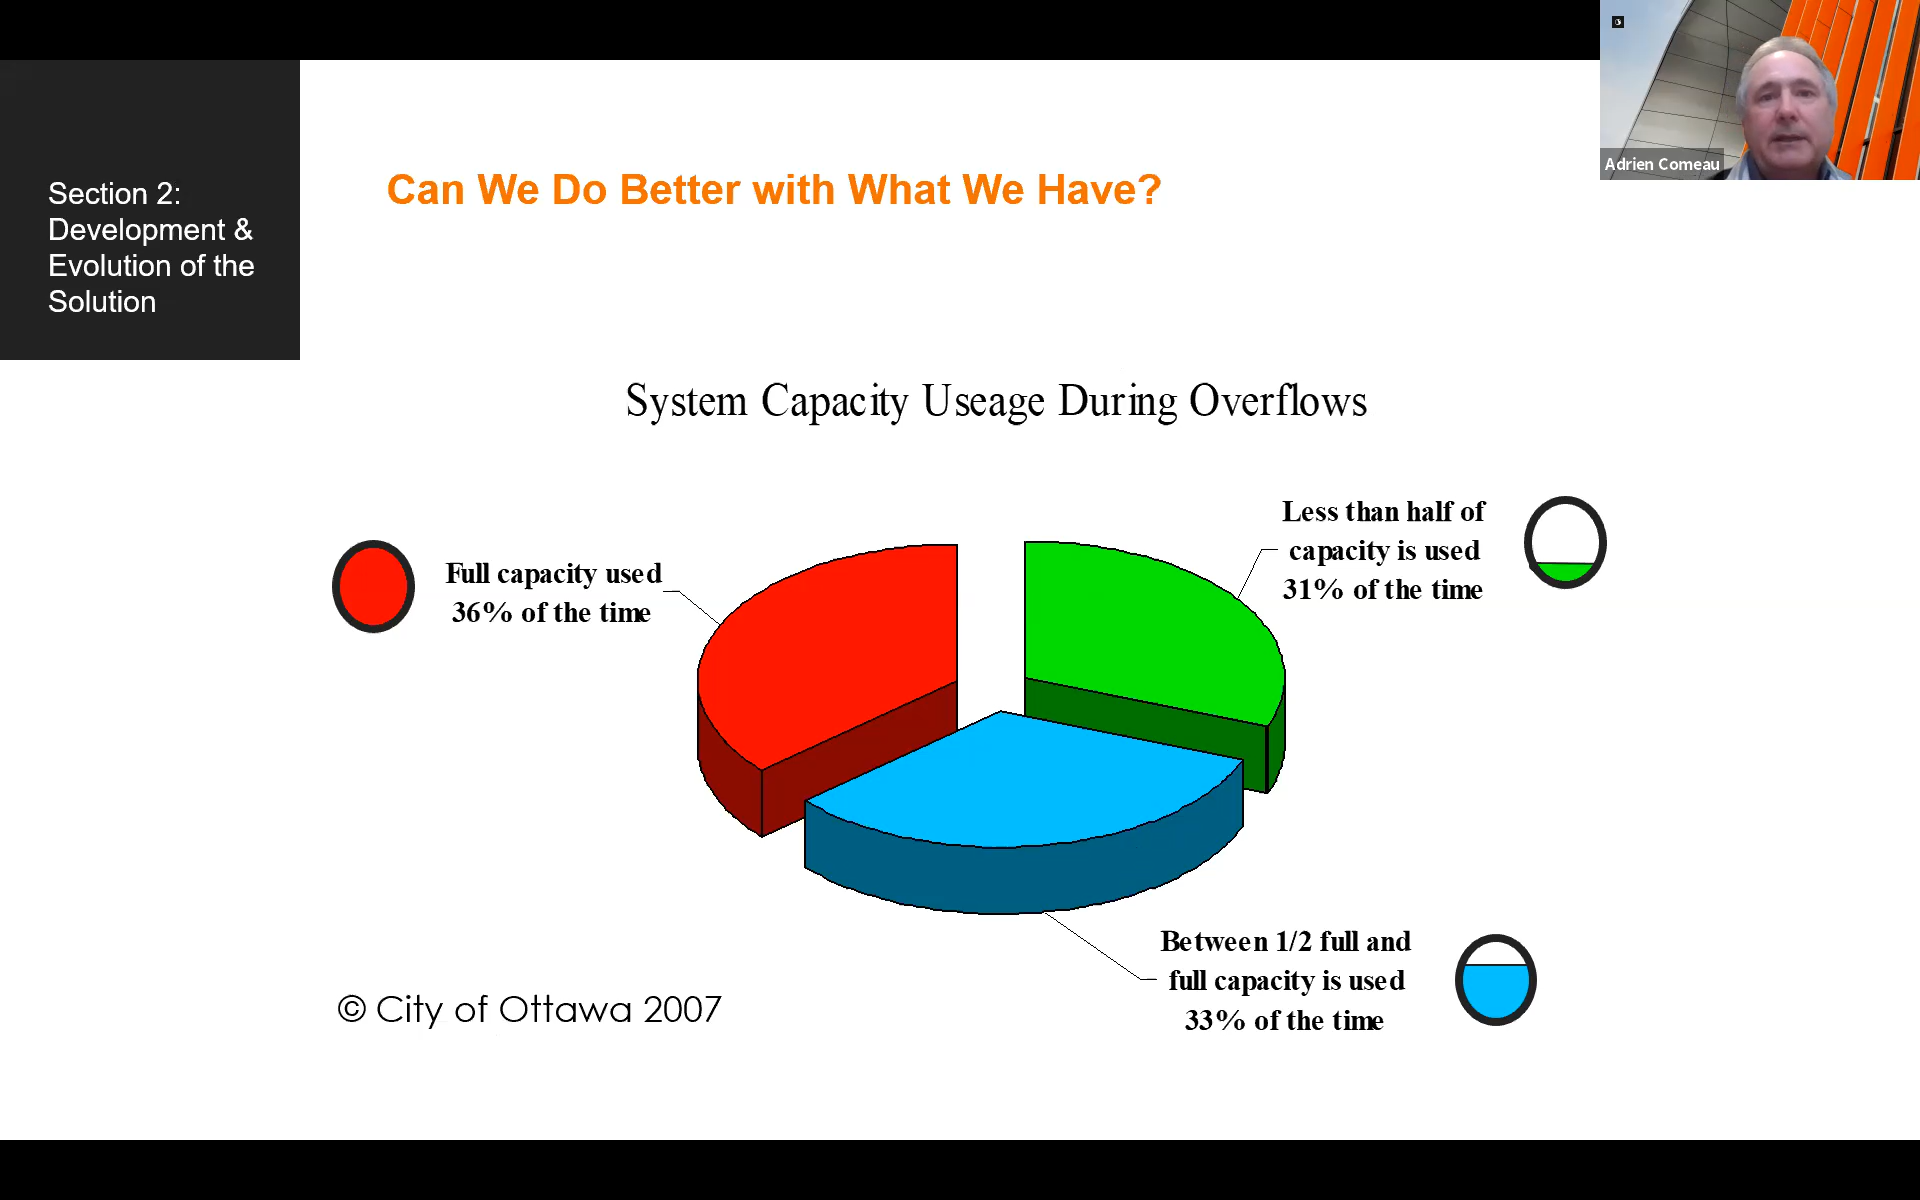 Section 2:
Development &
Evolution of the
Solution
Can We Do Better with What We Have?
Adrien Comeau
System Capacity Useage During Overflows
Full capacity used
36% of the time
Less than half of
capacity is used
31% of the time
Between 1/2 full and
full capacity is used
33% of the time
© City of Ottawa 2007